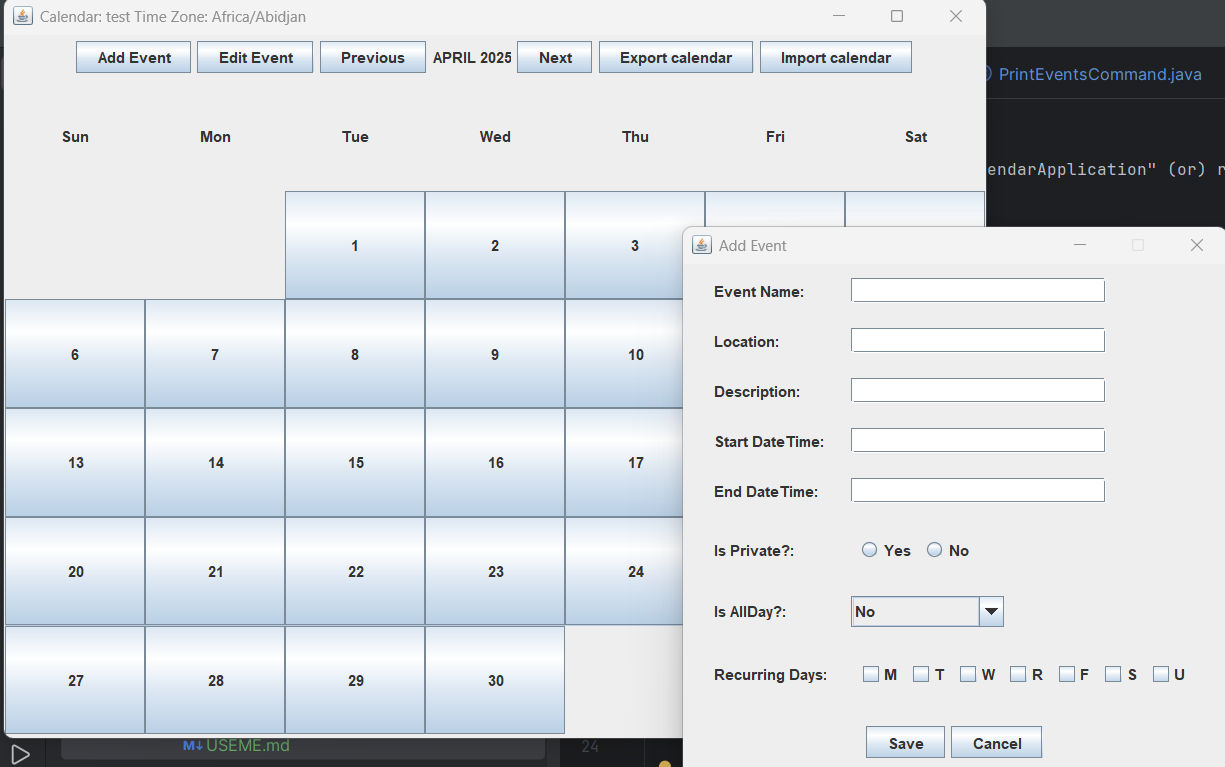 Calendar: test Time Zone: Africa/Abidjan
Add Event Edit Event Previous APRIL 2025 Next Export calendar Import calendar
PrintEventsCommand.java
Sun Mon Tue Wed Thu Fri Sat
endarApplication" (or) r
1 2 3
6 7 8 9 10
13 14 15 16 17
20 21 22 23 24
27 28 29 30
Add Event
Event Name:
Location:
Description:
Start DateTime:
End DateTime:
Is Private?: Yes No
Is AllDay?: No
Recurring Days: M T W R F S U
Save Cancel
M↓ USEME.md
24